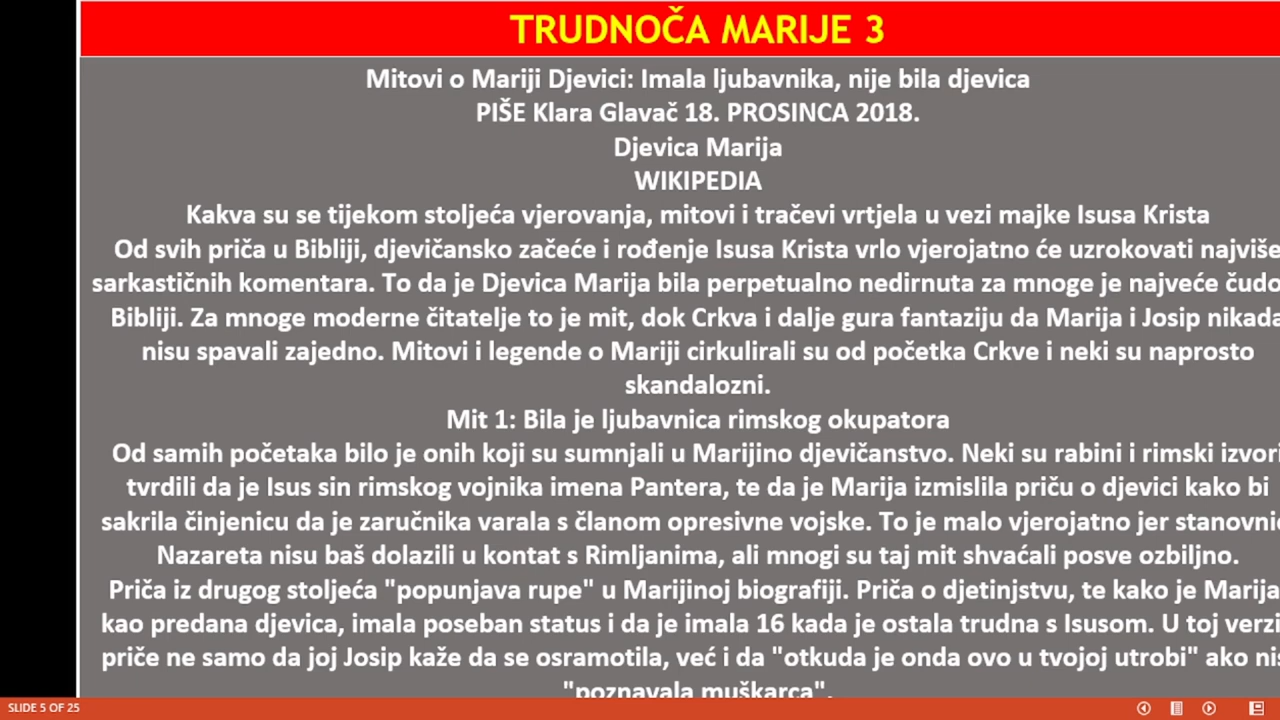 TRUDNOČA MARIJE 3
Mitovi o Mariji Djevici: Imala ljubavnika, nije bila djevica
PIŠE Klara Glavač 18. PROSINCA 2018.
Djevica Marija
WIKIPEDIA
Kakva su se tijekom stoljeća vjerovanja, mitovi i tračevi vrtjela u vezi majke Isusa Krista
Od svih priča u Bibliji, djevičansko začeće i rođenje Isusa Krista vrlo vjerojatno će uzrokovati najviše
sarkastičnih komentara. To da je Djevica Marija bila perpetualno nedirnuta za mnoge je najveće čudo
Bibliji. Za mnoge moderne čitatelje to je mit, dok Crkva i dalje gura fantaziju da Marija i Josip nikada
nisu spavali zajedno. Mitovi i legende o Mariji cirkulirali su od početka Crkve i neki su naprosto
skandalozni.
Mit 1: Bila je ljubavnica rimskog okupatora
Od samih početaka bilo je onih koji su sumnjali u Marijino djevičanstvo. Neki su rabini i rimski izvori
tvrdili da je Isus sin rimskog vojnika imena Pantera, te da je Marija izmislila priču o djevici kako bi
sakrila činjenicu da je zaručnika varala s članom opresivne vojske. To je malo vjerojatno jer
Nazareta nisu baš dolazili u kontat s Rimljanima, ali mnogi su taj mit shvaćali posve ozbiljno.
Priča iz drugog stoljeća "popunjava rupe" u Marijinoj biografiji. Priča o djetinjstvu, te kako je Marija
kao predana djevica, imala poseban status i da je imala 16 kada je ostala trudna s Isusom. U toj
priče ne samo da joj Josip kaže da se osramotila, već i da "otkuda je onda ovo u tvojoj utrobi" ako
"poznavala muškarca".
SLIDE 5 OF 25